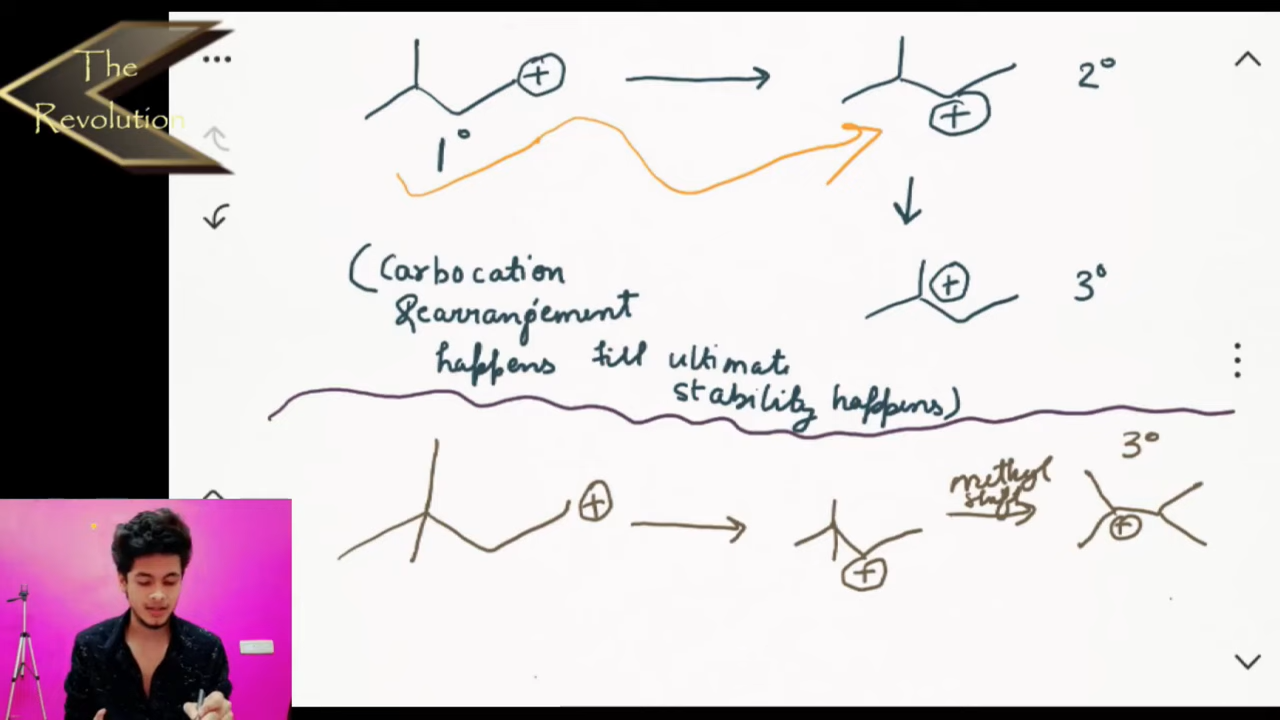 The
Revolution
1°
2°
(Carbocation
Rearrangement
happens till ultimate
stability happens)
3°
methyl
shift
3°